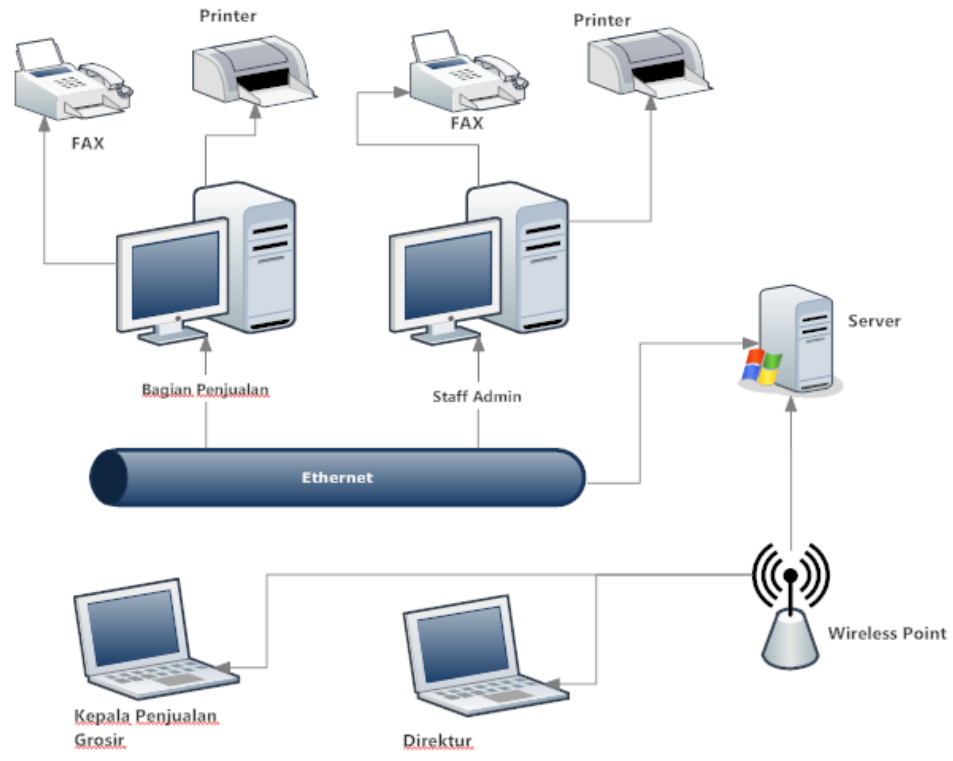 Printer
Printer
FAX
FAX
Server
Bagian Penjualan
Staff Admin
Ethernet
Wireless Point
Kepala Penjualan
Grosir
Direktur